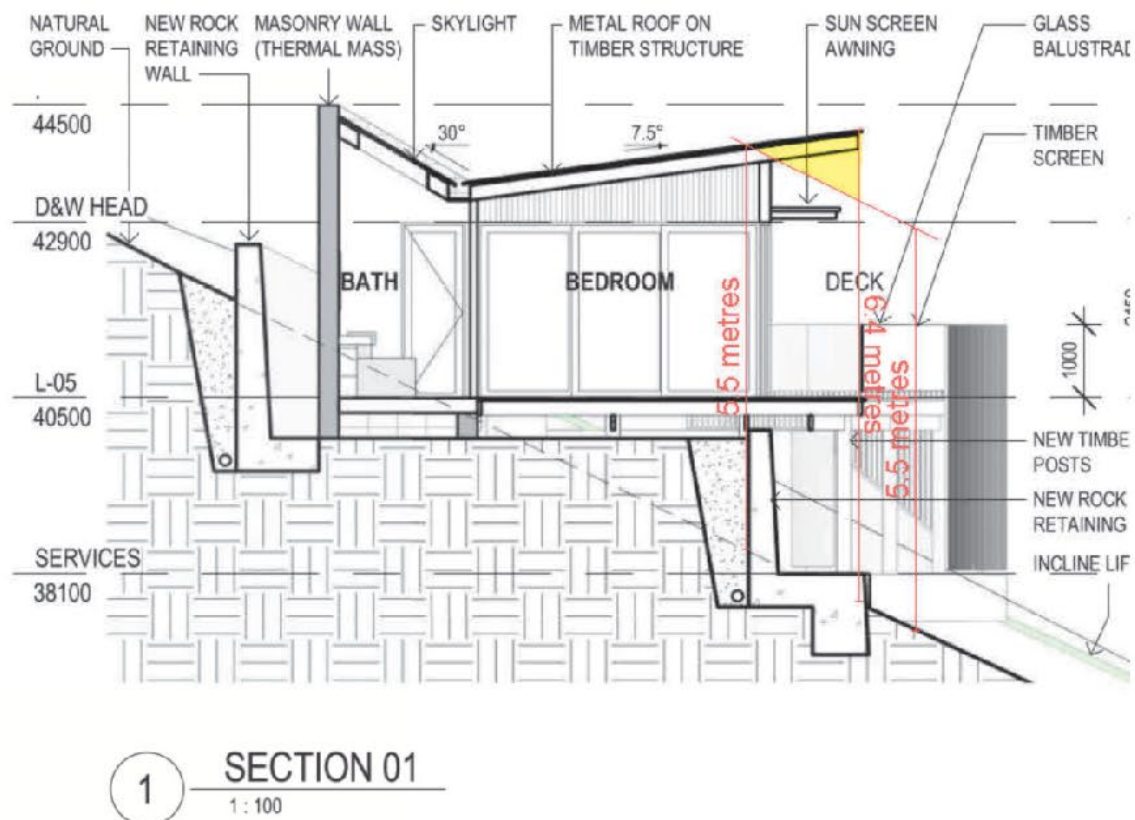 NATURAL
GROUND
NEW ROCK
RETAINING
WALL
MASONRY WALL
(THERMAL MASS)
SKYLIGHT
METAL ROOF ON
TIMBER STRUCTURE
SUN SCREEN
AWNING
GLASS
BALUSTRAD
44500
30°
7.5°
TIMBER
SCREEN
D&W HEAD
42900
BATH
BEDROOM
DECK
5.5 metres
6.4 metres
5.5 metres
1000
L-05
40500
NEW TIMBE
POSTS
NEW ROCK
RETAINING
SERVICES
38100
INCLINE LIF
1
SECTION 01
1 : 100